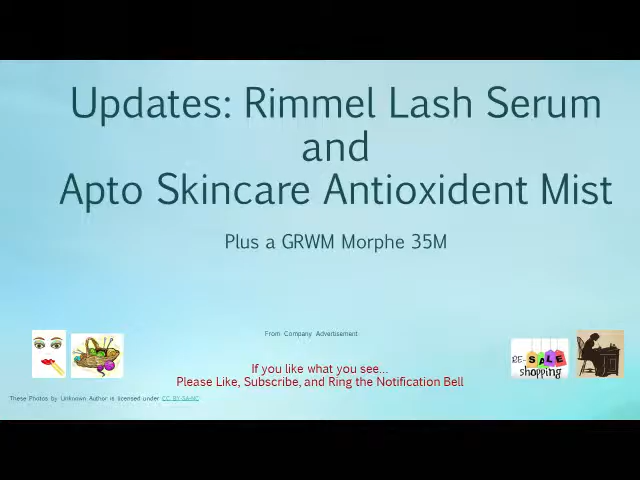 Updates: Rimmel Lash Serum
and
Apto Skincare Antioxident Mist
Plus a GRWM Morphe 35M
From Company Advertisement
RE-SALE
shopping
If you like what you see...
Please Like, Subscribe, and Ring the Notification Bell
These Photos by Unknown Author is licensed under CC BY-SA-NC